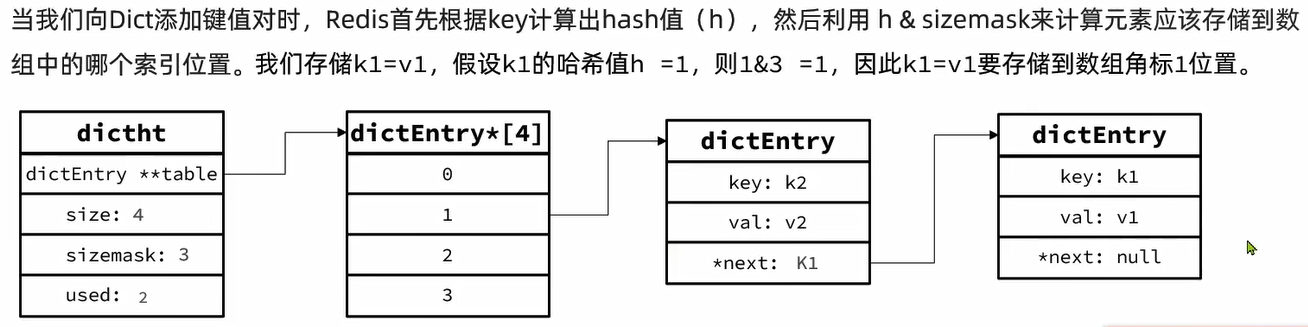 当我们向Dict添加键值对时，Redis首先根据key计算出hash值（h），然后利用 h & sizemask来计算元素应该存储到数
组中的哪个索引位置。我们存储k1=v1，假设k1的哈希值h =1，则1&3 =1，因此k1=v1要存储到数组角标1位置。
dictht
dictEntry **table
size: 4
sizemask: 3
used: 2
dictEntry*[4]
0
1
2
3
dictEntry
key: k2
val: v2
*next: K1
dictEntry
key: k1
val: v1
*next: null